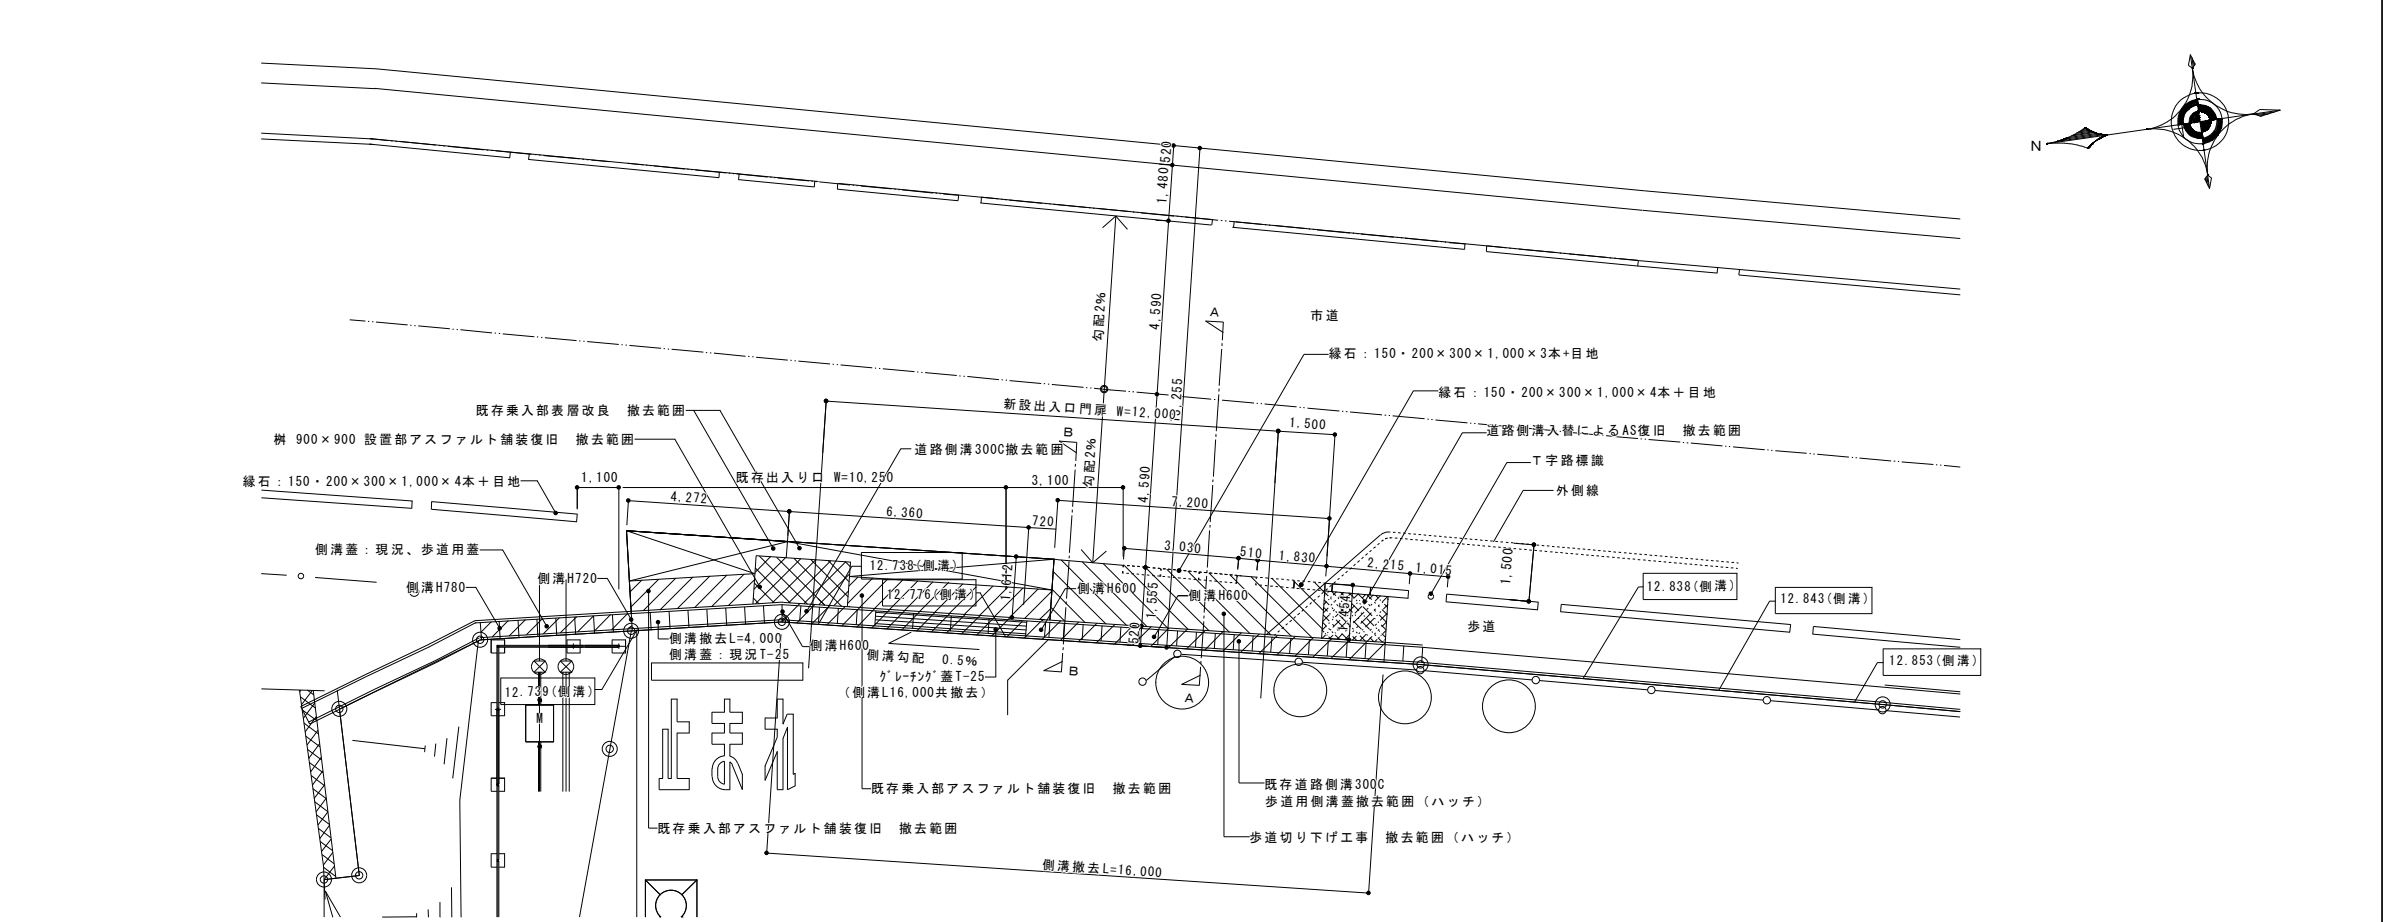 N
520
1,480
勾配2%
4,590
A
市道
縁石：150・200×300×1,000×3本+目地
縁石：150・200×300×1,000×4本＋目地
既存乗入部表層改良　撤去範囲
新設出入口門扉 W=12,000
1,500
桝 900×900 設置部アスファルト舗装復旧　撤去範囲
B
道路側溝300C撤去範囲
勾配2%
道路側溝入替によるAS復旧　撤去範囲
T字路標識
縁石：150・200×300×1,000×4本＋目地
1,100
既存出入り口 W=10,250
3,100
4,590
外側線
4,272
6,360
720
7,200
側溝蓋：現況、歩道用蓋
3,030
510
1,830
2,215
1,015
1,500
側溝H780
側溝H720
12.738(側溝)
12.776(側溝)
側溝H600
1,555
側溝H600
12.838(側溝)
12.843(側溝)
歩道
520
側溝撤去L=4,000
側溝蓋：現況T-25
側溝H600
側溝勾配　0.5%
ｸﾞﾚｰﾁﾝｸﾞ蓋T-25
（側溝L16,000共撤去）
12.853(側溝)
B
A
12.739(側溝)
M
既存乗入部アスファルト舗装復旧　撤去範囲
既存道路側溝300C
歩道用側溝蓋撤去範囲（ハッチ）
既存乗入部アスファルト舗装復旧　撤去範囲
歩道切り下げ工事　撤去範囲（ハッチ）
側溝撤去L=16,000